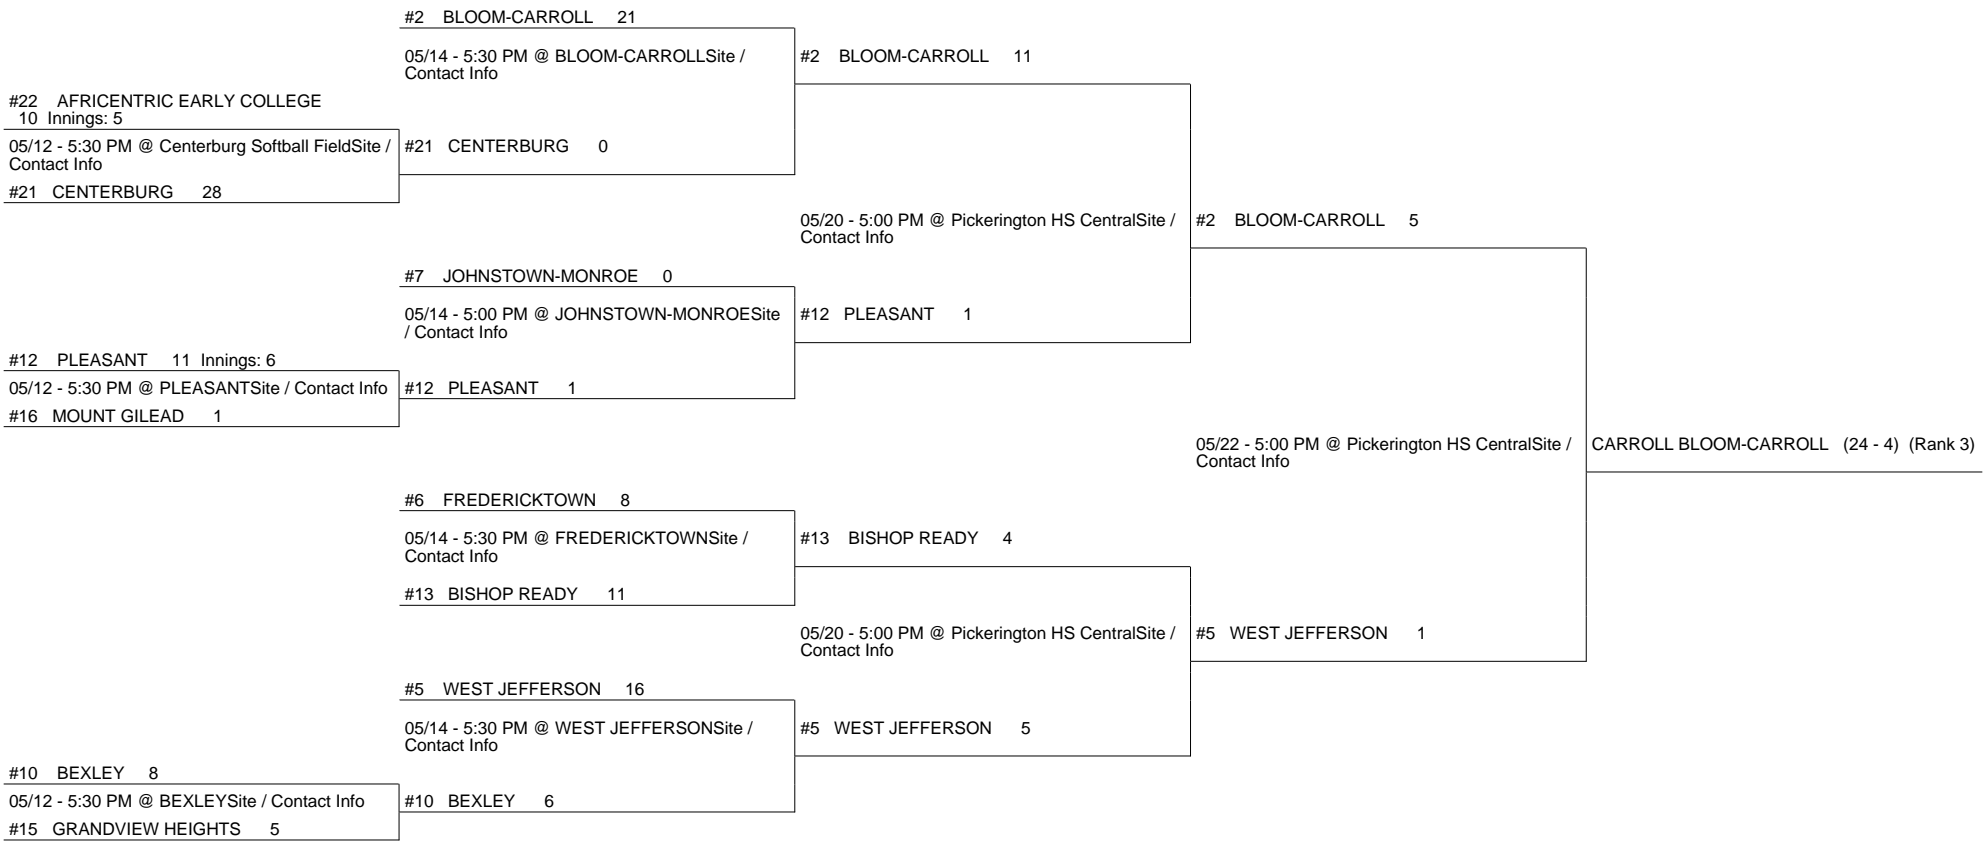 #2 BLOOM-CARROLL 21
05/14 - 5:30 PM @ BLOOM-CARROLLSite /
Contact Info
#2 BLOOM-CARROLL 11
#22 AFRICENTRIC EARLY COLLEGE
10 Innings: 5
05/12 - 5:30 PM @ Centerburg Softball FieldSite /
Contact Info
#21 CENTERBURG 0
#21 CENTERBURG 28
05/20 - 5:00 PM @ Pickerington HS CentralSite /
Contact Info
#2 BLOOM-CARROLL 5
#7 JOHNSTOWN-MONROE 0
05/14 - 5:00 PM @ JOHNSTOWN-MONROESite
/ Contact Info
#12 PLEASANT 1
#12 PLEASANT 11 Innings: 6
05/12 - 5:30 PM @ PLEASANTSite / Contact Info
#12 PLEASANT 1
#16 MOUNT GILEAD 1
05/22 - 5:00 PM @ Pickerington HS CentralSite /
Contact Info
CARROLL BLOOM-CARROLL (24 - 4) (Rank 3)
#6 FREDERICKTOWN 8
05/14 - 5:30 PM @ FREDERICKTOWNSite /
Contact Info
#13 BISHOP READY 4
#13 BISHOP READY 11
05/20 - 5:00 PM @ Pickerington HS CentralSite /
Contact Info
#5 WEST JEFFERSON 1
#5 WEST JEFFERSON 16
05/14 - 5:30 PM @ WEST JEFFERSONSite /
Contact Info
#5 WEST JEFFERSON 5
#10 BEXLEY 8
05/12 - 5:30 PM @ BEXLEYSite / Contact Info
#10 BEXLEY 6
#15 GRANDVIEW HEIGHTS 5